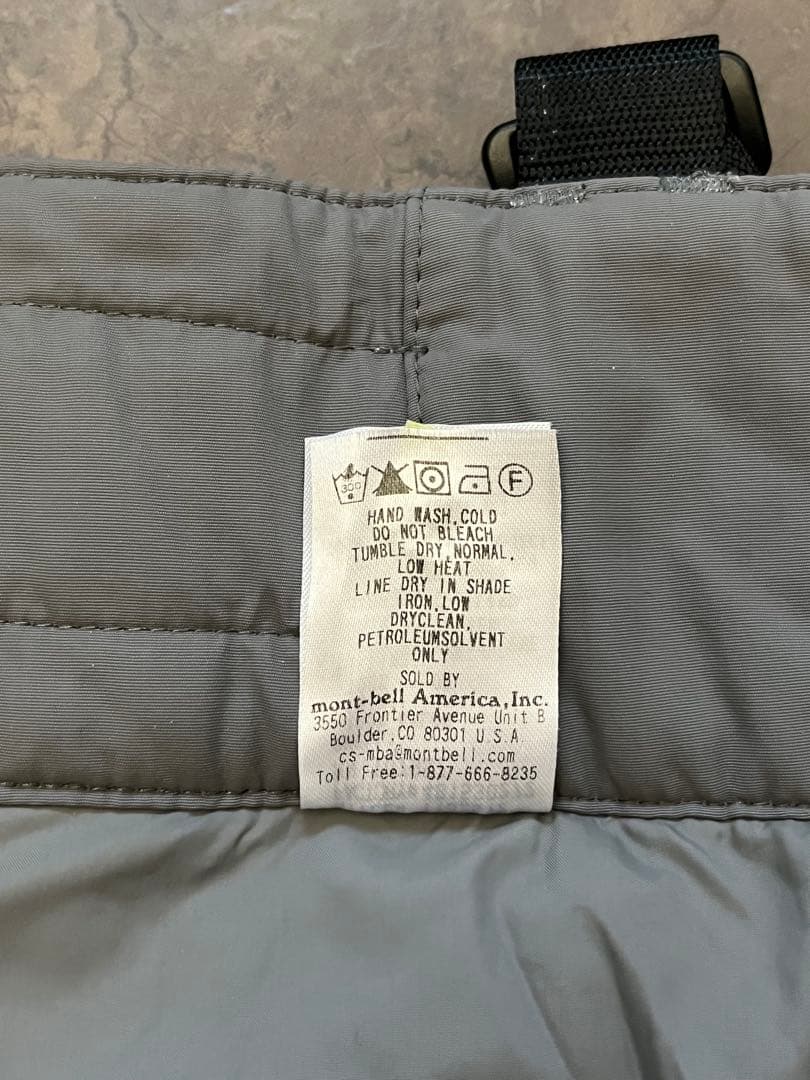 300
F
HAND WASH.COLD
DO NOT BLEACH
TUMBLE DRY.NORMAL.
LOW HEAT
LINE DRY IN SHADE
IRON.LOW
DRYCLEAN.
PETROLEUMSOLVENT
ONLY
SOLD BY
mont-bell America,Inc.
3550 Frontier Avenue Unit B
Boulder.CO 80301 U S A
cs-mba@montbell.com
Toll Free:1-877-666-8235